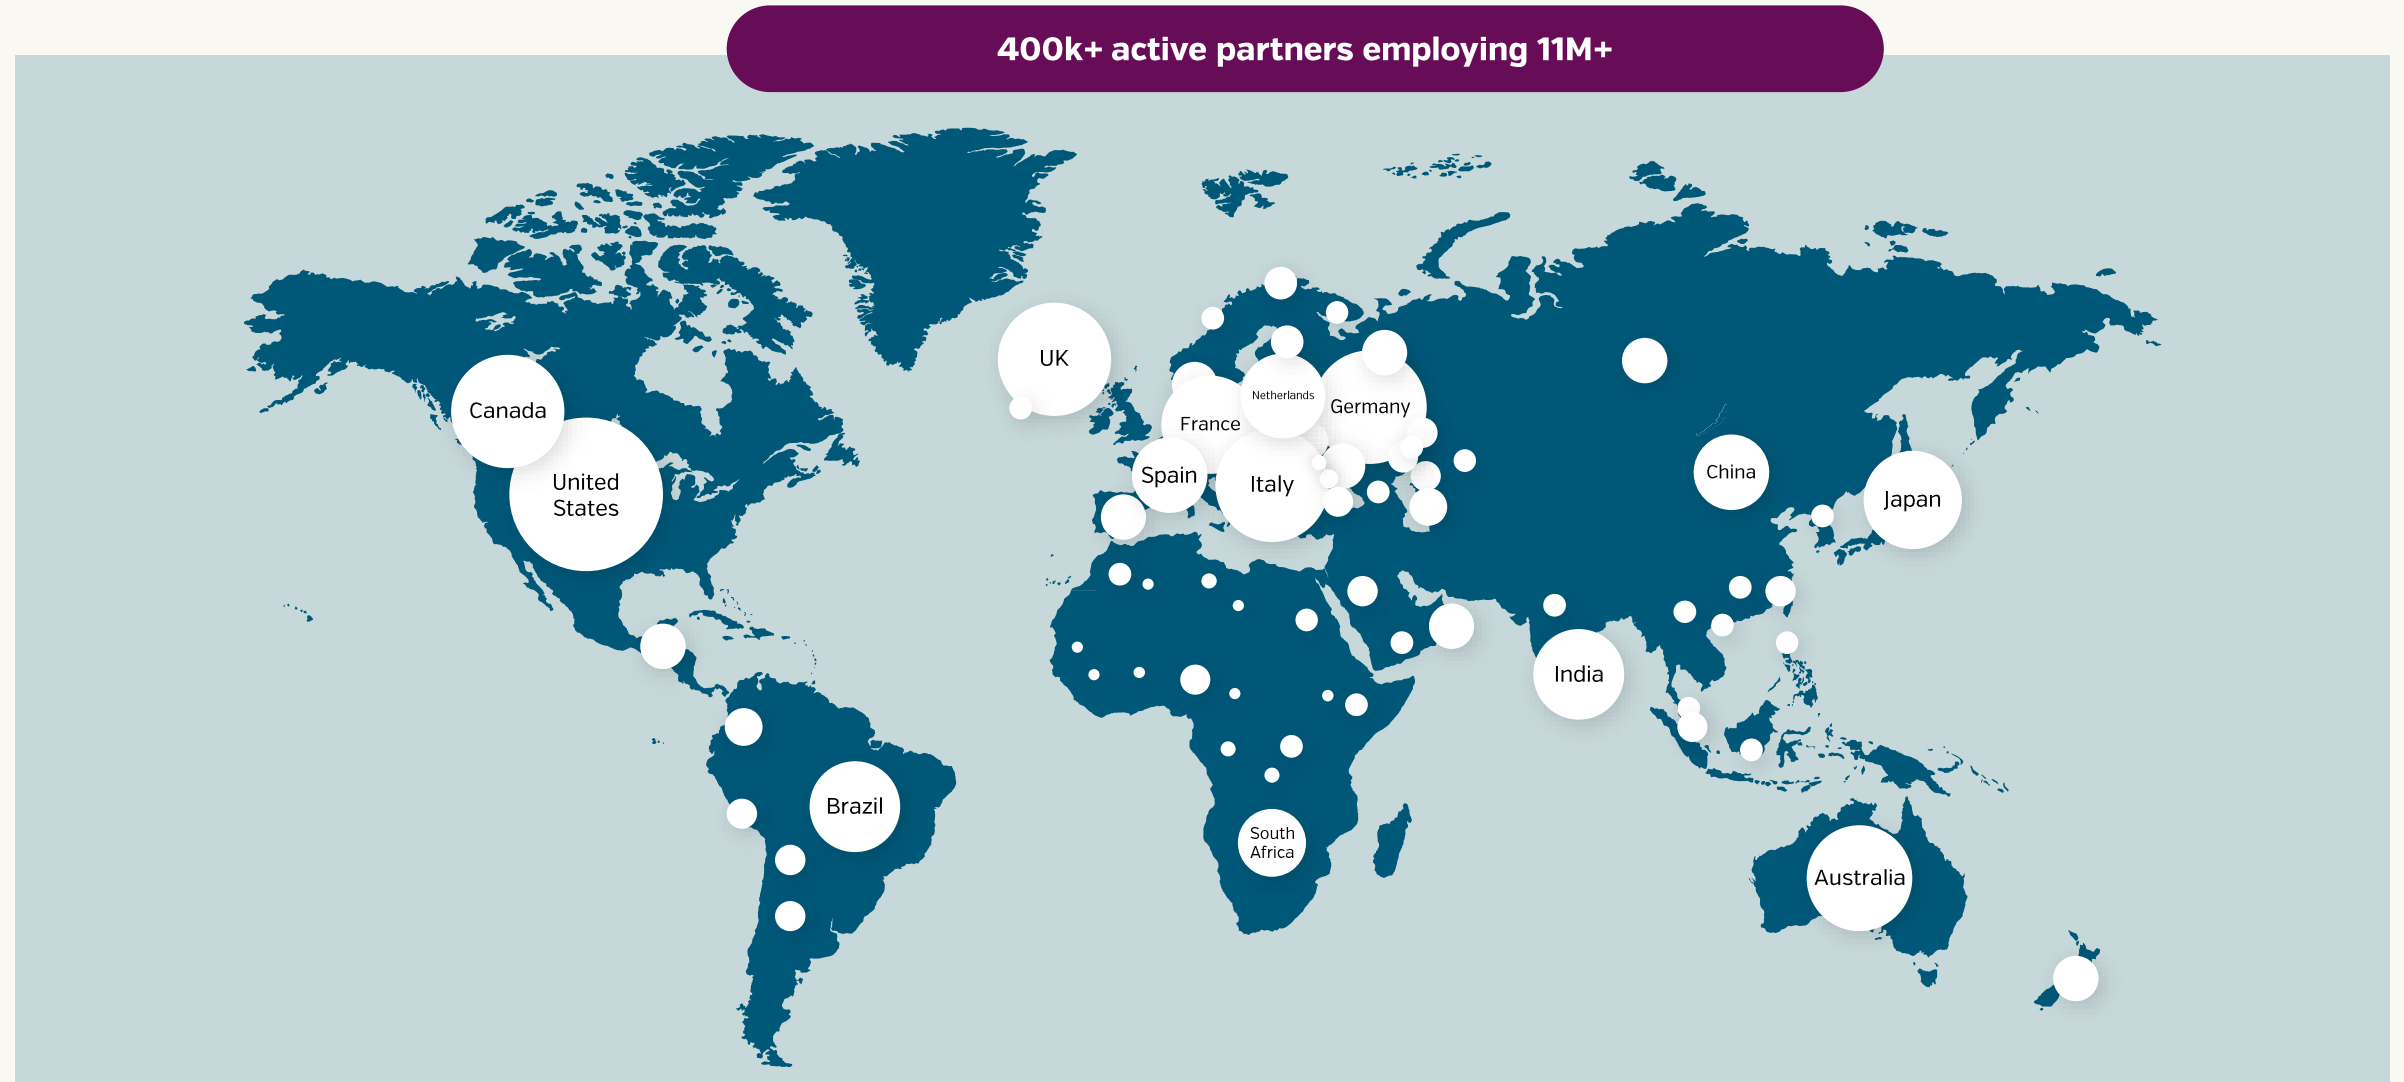 400k+ active partners employing 11M+
UK
Canada
Netherlands
Germany
France
United
States
Spain
Italy
China
Japan
India
Brazil
South
Africa
Australia